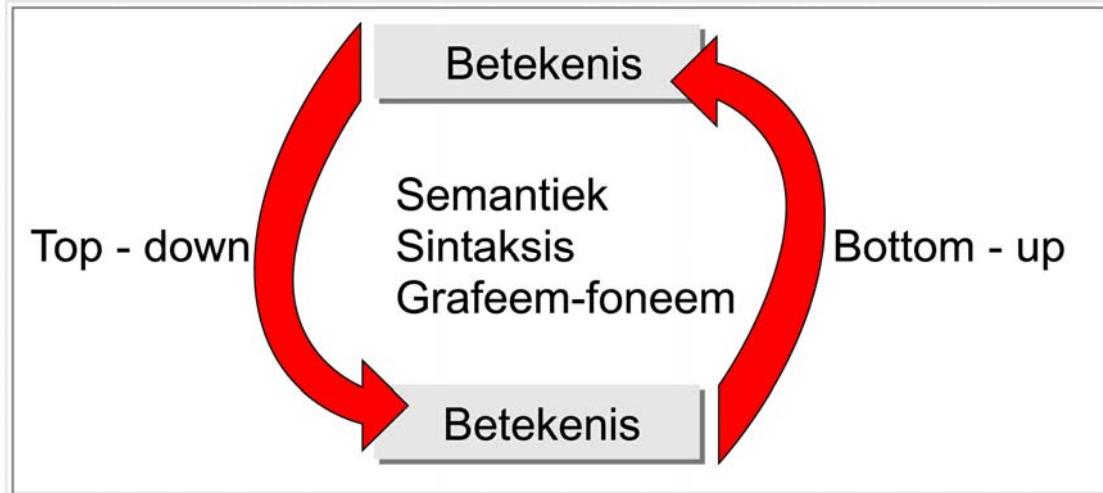 Betekenis
Semantiek
Sintaksis
Top - down
Bottom - up
Grafeem-foneem
Betekenis